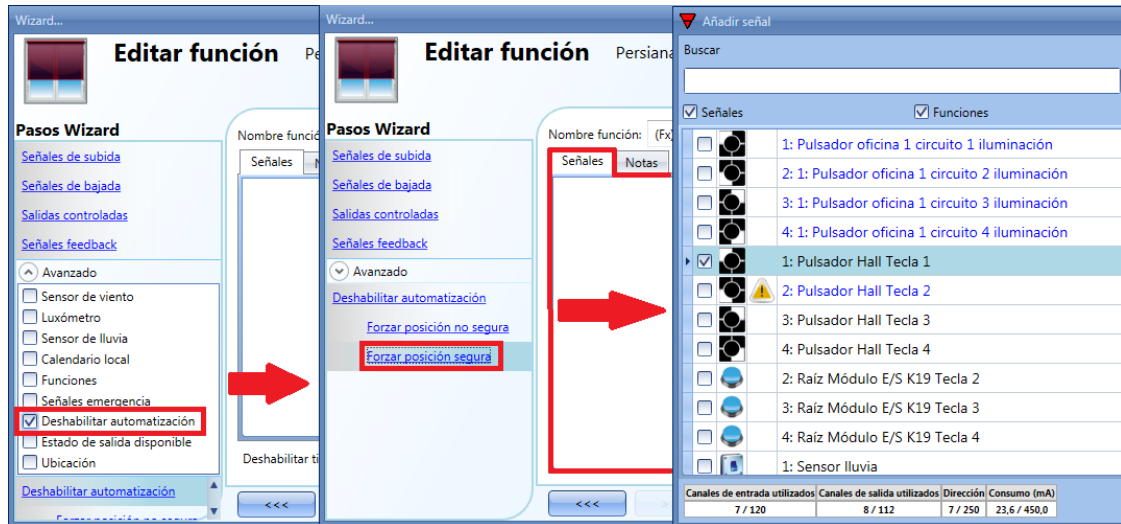 Wizard...
Editar función
Pasos Wizard
Señales de subida
Señales de bajada
Salidas controladas
Señales feedback
Avanzado
Sensor de viento
Luxómetro
Sensor de lluvia
Calendario local
Funciones
Señales emergencia
Deshabilitar automatización
Estado de salida disponible
Ubicación
Deshabilitar automatización
Nombre funció
Señales
N
Deshabilitar ti
<<<
Wizard...
Editar función Persiana
Pasos Wizard
Señales de subida
Señales de bajada
Salidas controladas
Señales feedback
Avanzado
Deshabilitar automatización
Forzar posición no segura
Forzar posición segura
Nombre función: (Fx)
Señales Notas
<<<
Añadir señal
Buscar
Señales Funciones
1: Pulsador oficina 1 circuito 1 iluminación
2: 1: Pulsador oficina 1 circuito 2 iluminación
3: 1: Pulsador oficina 1 circuito 3 iluminación
4: 1: Pulsador oficina 1 circuito 4 iluminación
1: Pulsador Hall Tecla 1
2: Pulsador Hall Tecla 2
3: Pulsador Hall Tecla 3
4: Pulsador Hall Tecla 4
2: Raíz Módulo E/S K19 Tecla 2
3: Raíz Módulo E/S K19 Tecla 3
4: Raíz Módulo E/S K19 Tecla 4
1: Sensor lluvia
Canales de entrada utilizados Canales de salida utilizados Dirección Consumo (mA)
7 / 120 8 / 112 7 / 250 23,6 / 450,0